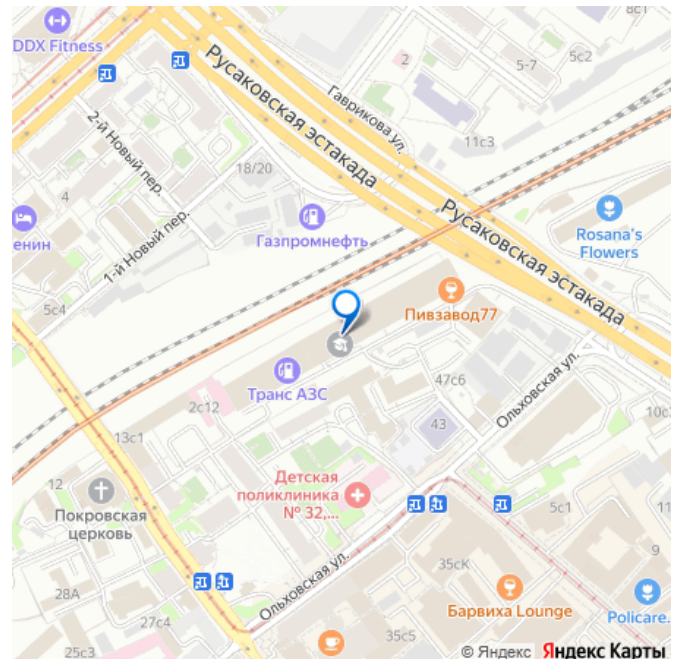 DDX Fitness
8с1
2
5-7
5с2
Русаковская эстакада
Гаврикова ул.
11с3
2-й Новый пер.
18/20
4
Русаковская эстакада
Газпромнефть
Rosana's
Flowers
енин
1-й Новый пер.
5с4
Пивзавод77
Транс АЗС
47с6
Ольховская ул.
2с12
43
10с
13с1
Детская
поликлиника
№ 32,...
12
Покровская
церковь
5с1
11
9
35сК
28А
Ольховская ул.
Барвиха Lounge
Policare.
27с4
25с3
35с5
© Яндекс Яндекс Карты